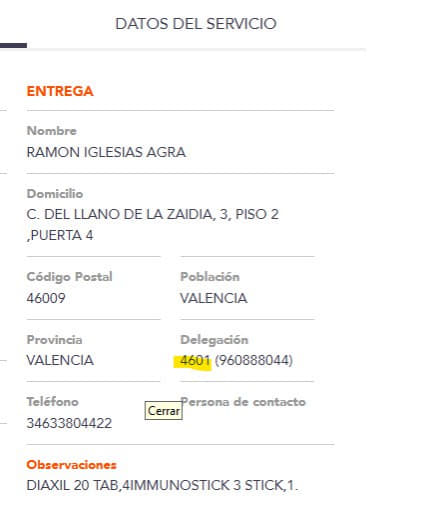 DATOS DEL SERVICIO
ENTREGA
Nombre
RAMON IGLESIAS AGRA
Domicilio
C. DEL LLANO DE LA ZAIDIA, 3, PISO 2
,PUERTA 4
Código Postal
Población
46009
VALENCIA
Provincia
Delegación
VALENCIA
4601 (960888044)
Teléfono
Persona de contacto
Cerrar
34633804422
Observaciones
DIAXIL 20 TAB,4IMMUNOSTICK 3 STICK,1.